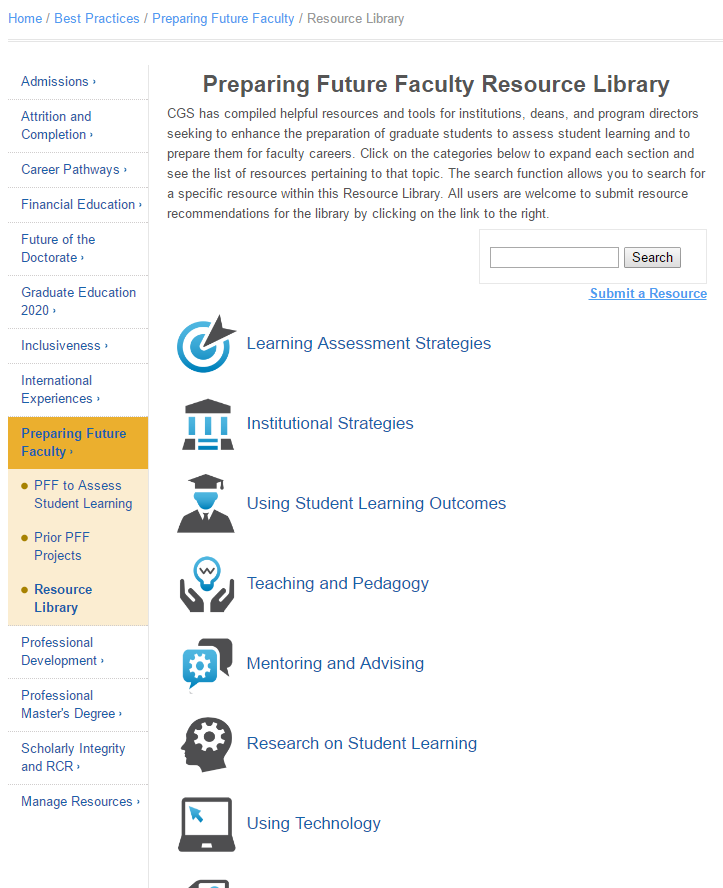 Home / Best Practices / Preparing Future Faculty / Resource Library
Admissions ›
Attrition and
Completion ›
Career Pathways ›
Financial Education ›
Future of the
Doctorate ›
Graduate Education
2020 ›
Inclusiveness ›
International
Experiences ›
Preparing Future
Faculty ›
PFF to Assess
Student Learning
Prior PFF
Projects
Resource
Library
Professional
Development ›
Professional
Master's Degree ›
Scholarly Integrity
and RCR ›
Manage Resources ›
Preparing Future Faculty Resource Library
CGS has compiled helpful resources and tools for institutions, deans, and program directors
seeking to enhance the preparation of graduate students to assess student learning and to
prepare them for faculty careers. Click on the categories below to expand each section and
see the list of resources pertaining to that topic. The search function allows you to search for
a specific resource within this Resource Library. All users are welcome to submit resource
recommendations for the library by clicking on the link to the right.
Search
Submit a Resource
Learning Assessment Strategies
Institutional Strategies
Using Student Learning Outcomes
Teaching and Pedagogy
Mentoring and Advising
Research on Student Learning
Using Technology